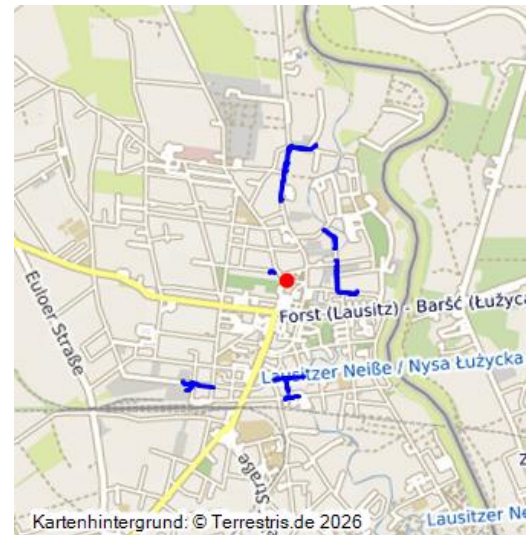 Euloer Straße
Forst (Lausitz) - Baršć (Łužyca
Lausitzer Neiße / Nysa Łużycka
Straße
Z
Lausitzer Ne
Kartenhintergrund: © Terrestris.de 2026